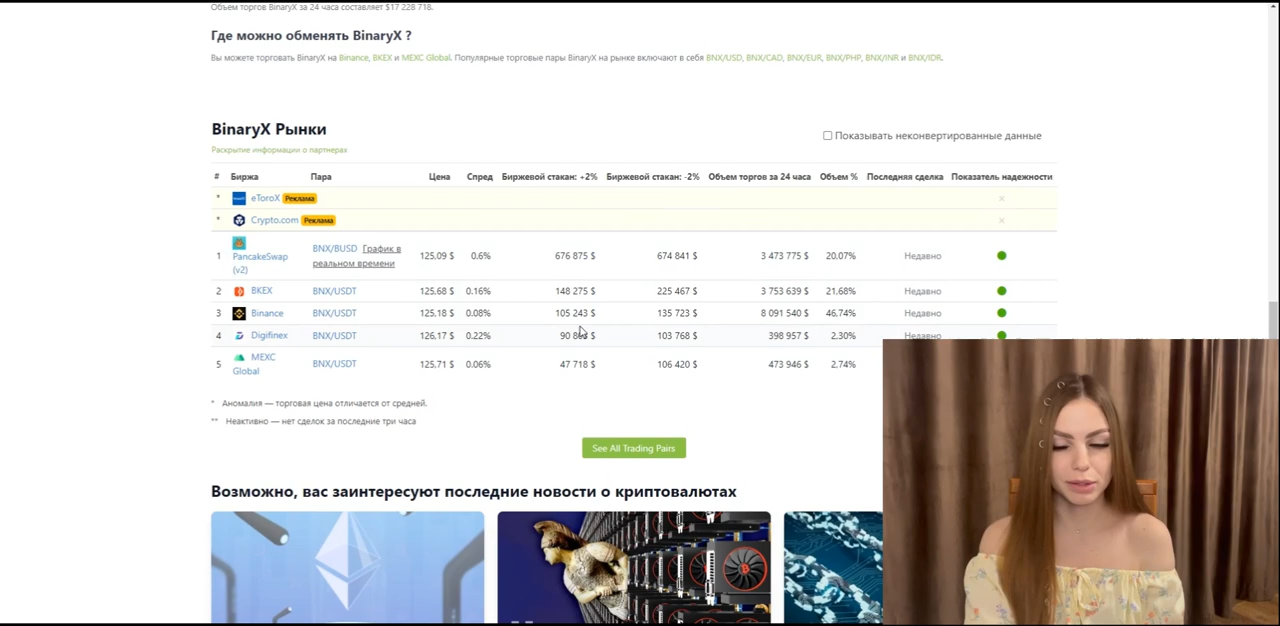 Объем торгов BinaryX за 24 часа составляет $17 228 718.
Где можно обменять BinaryX ?
Вы можете торговать BinaryX на Binance, BKEX и MEXC Global. Популярные торговые пары BinaryX на рынке включают в себя BNX/USD, BNX/CAD, BNX/EUR, BNX/PHP, BNX/INR и BNX/IDR.
BinaryX Рынки
Показывать неконвертированные данные
Раскрытие информации о партнерах
# Биржа Пара Цена Спред Биржевой стакан: +2% Биржевой стакан: -2% Объем торгов за 24 часа Объем % Последняя сделка Показатель надежности
* eToroX Реклама
* Crypto.com Реклама
BNX/BUSD График в
1 PancakeSwap 125,09 $ 0.6% 676 875 $ 674 841 $ 3 473 775 $ 20.07% Недавно
(v2) реальном времени
2 BKEX BNX/USDT 125,68 $ 0.16% 148 275 $ 225 467 $ 3 753 639 $ 21.68% Недавно
3 Binance BNX/USDT 125,18 $ 0.08% 105 243 $ 135 723 $ 8 091 540 $ 46.74% Недавно
4 Digifinex BNX/USDT 126,17 $ 0.22% 90 $ 103 768 $ 398 957 $ 2.30% Недавно
MEXC
5 Global BNX/USDT 125,71 $ 0.06% 47 718 $ 106 420 $ 473 946 $ 2.74%
* Аномалия — торговая цена отличается от средней.
** Неактивно — нет сделок за последние три часа
See All Trading Pairs
Возможно, вас заинтересуют последние новости о криптовалютах